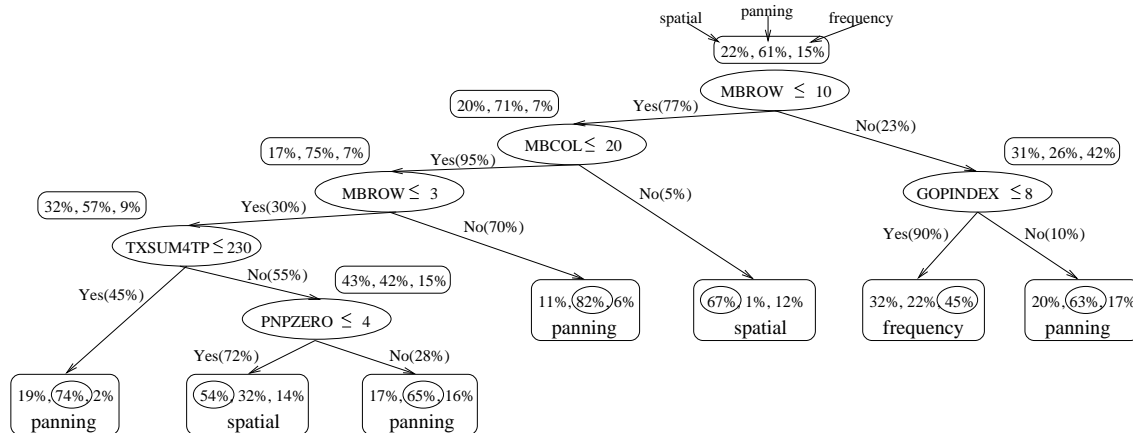 panning
spatial
frequency
22%, 61%, 15%
MBROW ≤ 10
20%, 71%, 7%
Yes(77%)
No(23%)
MBCOL ≤ 20
17%, 75%, 7%
31%, 26%, 42%
Yes(95%)
MBROW ≤ 3
No(5%)
GOPINDEX ≤ 8
32%, 57%, 9%
Yes(30%)
No(70%)
Yes(90%)
No(10%)
TXSUM4TP ≤ 230
No(55%)
43%, 42%, 15%
Yes(45%)
11%, 82%, 6%
panning
67%, 1%, 12%
spatial
32%, 22%, 45%
frequency
20%, 63%, 17%
panning
PNPZERO ≤ 4
Yes(72%)
No(28%)
19%, 74%, 2%
panning
54%, 32%, 14%
spatial
17%, 65%, 16%
panning